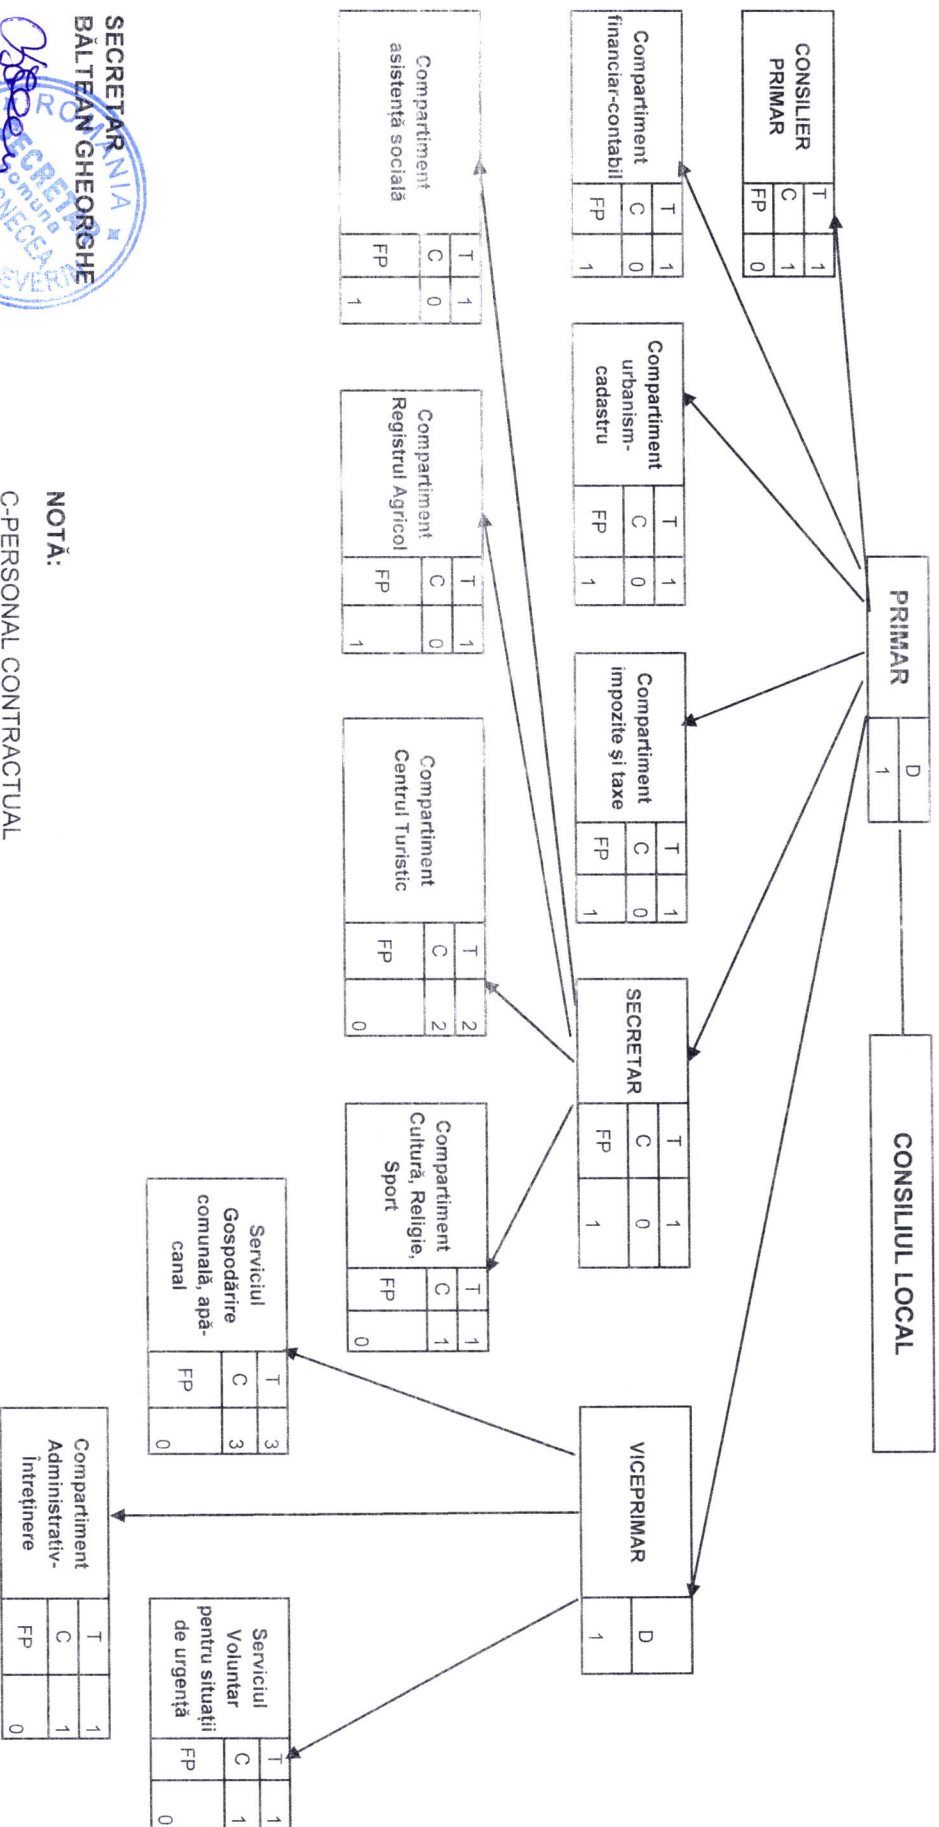 CONSILIUL LOCAL
PRIMAR
D
1
CONSILIER
PRIMAR
T 1
C 1
FP 0
Compartiment
financiar-contabil
T 1
C 0
FP 1
Compartiment
urbanism-
cadastru
T 1
C 0
FP 1
Compartiment
impozite și taxe
T 1
C 0
FP 1
SECRETAR
T 1
C 0
FP 1
VICEPRIMAR
D
1
Compartiment
asistență socială
T 1
C 0
FP 1
Compartiment
Registrul Agricol
T 1
C 0
FP 1
Compartiment
Centrul Turistic
T 2
C 2
FP 0
Compartiment
Cultură, Religie,
Sport
T 1
C 1
FP 0
Serviciul
Gospodărire
comunală, apă-
canal
T 3
C 3
FP 0
Serviciul
Voluntar
pentru situații
de urgență
T 1
C 1
FP 0
Compartiment
Administrativ-
Întreținere
T 1
C 1
FP 0
SECRETAR
BĂLTEAN GHEORGHE
ROMÂNIA
SECRETAR
Comuna
NOTĂ:
C-PERSONAL CONTRACTUAL